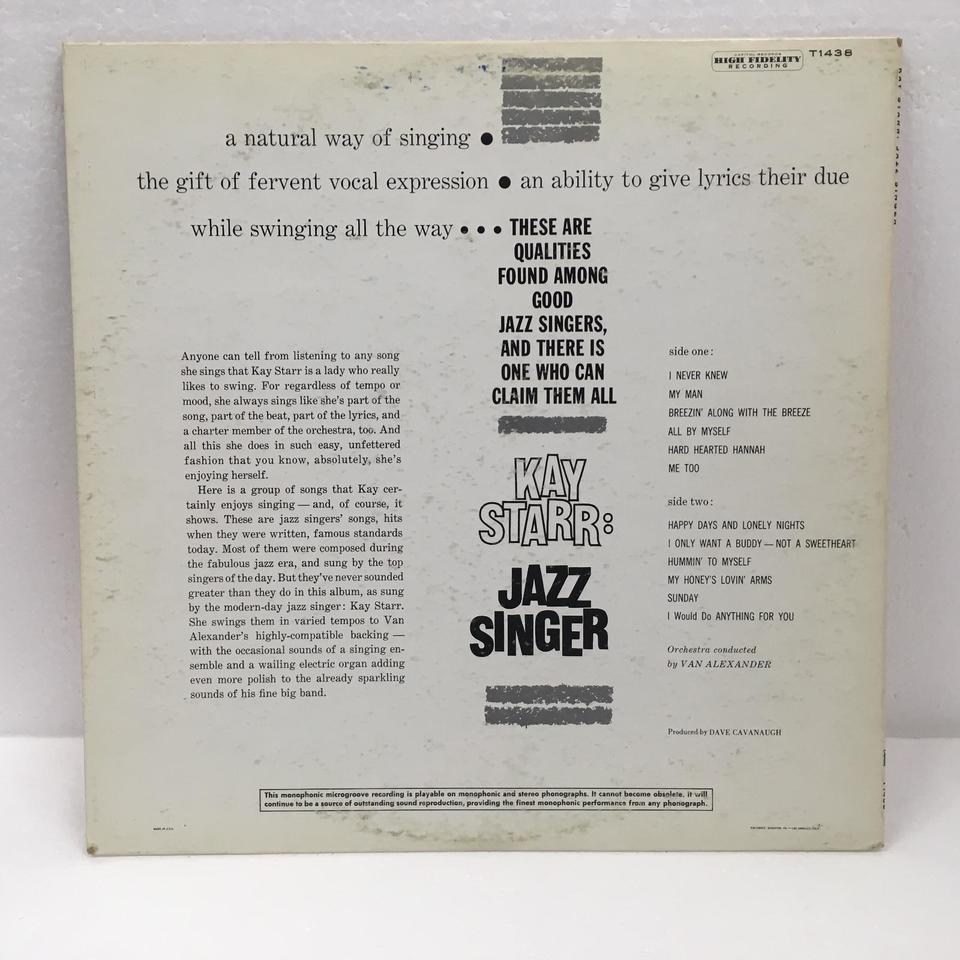 CAPITOL RECORDS
HIGH FIDELITY
RECORDING
T1438
a natural way of singing ●
the gift of fervent vocal expression ● an ability to give lyrics their due
while swinging all the way ● ● ● THESE ARE
QUALITIES
FOUND AMONG
GOOD
JAZZ SINGERS,
AND THERE IS
ONE WHO CAN
CLAIM THEM ALL
KAY
STARR:
JAZZ
SINGER
Anyone can tell from listening to any song
she sings that Kay Starr is a lady who really
likes to swing. For regardless of tempo or
mood, she always sings like she's part of the
song, part of the beat, part of the lyrics, and
a charter member of the orchestra, too. And
all this she does in such easy, unfettered
fashion that you know, absolutely, she's
enjoying herself.
Here is a group of songs that Kay cer-
tainly enjoys singing — and, of course, it
shows. These are jazz singers' songs, hits
when they were written, famous standards
today. Most of them were composed during
the fabulous jazz era, and sung by the top
singers of the day. But they've never sounded
greater than they do in this album, as sung
by the modern-day jazz singer: Kay Starr.
She swings them in varied tempos to Van
Alexander's highly-compatible backing —
with the occasional sounds of a singing en-
semble and a wailing electric organ adding
even more polish to the already sparkling
sounds of his fine big band.
side one:
I NEVER KNEW
MY MAN
BREEZIN' ALONG WITH THE BREEZE
ALL BY MYSELF
HARD HEARTED HANNAH
ME TOO
side two:
HAPPY DAYS AND LONELY NIGHTS
I ONLY WANT A BUDDY — NOT A SWEETHEART
HUMMIN' TO MYSELF
MY HONEY'S LOVIN' ARMS
SUNDAY
I Would Do ANYTHING FOR YOU
Orchestra conducted
by VAN ALEXANDER
Produced by DAVE CAVANAUGH
This monophonic microgroove recording is playable on monophonic and stereo phonographs. It cannot become obsolete. It will
continue to be a source of outstanding sound reproduction, providing the finest monophonic performance from any phonograph.
MADE IN U.S.A.